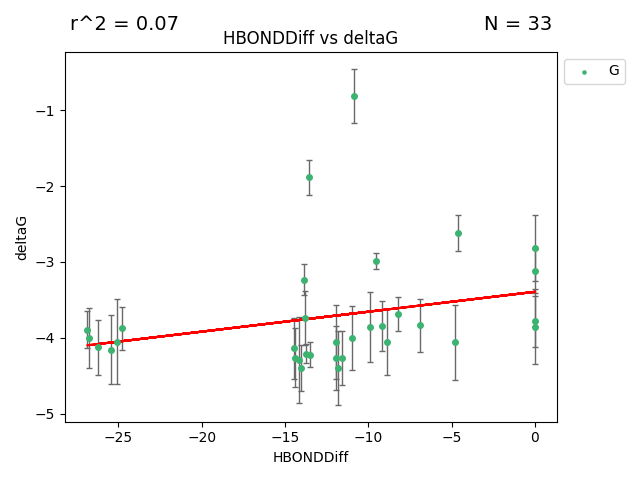 r^2 = 0.07
N = 33
HBONDDiff vs deltaG
G
−1
−2
−3
−4
−5
deltaG
−25
−20
−15
−10
−5
0
HBONDDiff